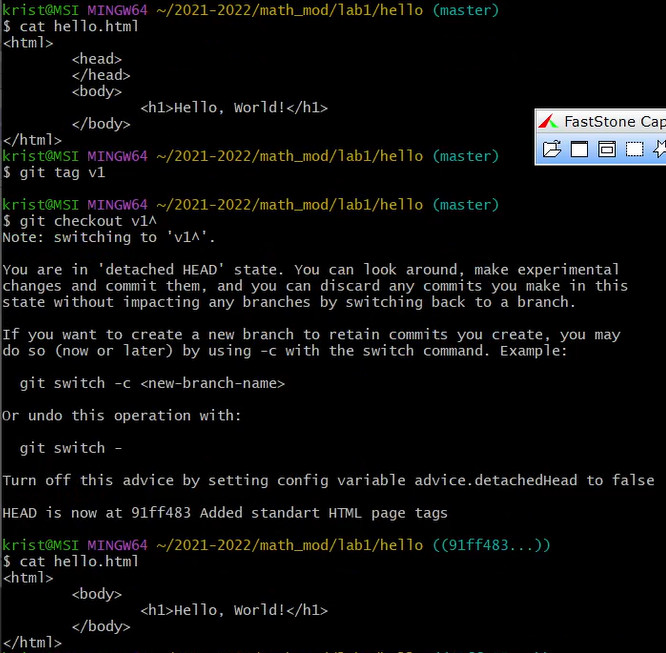 krist@MSI MINGW64 ~/2021-2022/math_mod/lab1/hello (master)
$ cat hello.html
<html>
        <head>
        </head>
        <body>
                <h1>Hello, World!</h1>
        </body>
</html>
krist@MSI MINGW64 ~/2021-2022/math_mod/lab1/hello (master)
$ git tag v1
krist@MSI MINGW64 ~/2021-2022/math_mod/lab1/hello (master)
$ git checkout v1^
Note: switching to 'v1^'.
You are in 'detached HEAD' state. You can look around, make experimental
changes and commit them, and you can discard any commits you make in this
state without impacting any branches by switching back to a branch.
If you want to create a new branch to retain commits you create, you may
do so (now or later) by using -c with the switch command. Example:
  git switch -c <new-branch-name>
Or undo this operation with:
  git switch -
Turn off this advice by setting config variable advice.detachedHead to false
HEAD is now at 91ff483 Added standart HTML page tags
krist@MSI MINGW64 ~/2021-2022/math_mod/lab1/hello ((91ff483...))
$ cat hello.html
<html>
        <body>
                <h1>Hello, World!</h1>
        </body>
</html>
FastStone Cap